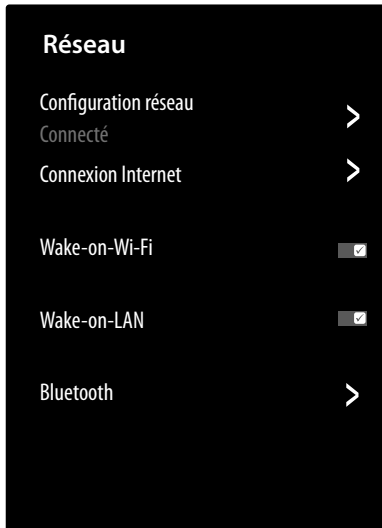 Réseau
Configuration réseau
Connecté
Connexion Internet
Wake-on-Wi-Fi
Wake-on-LAN
Bluetooth